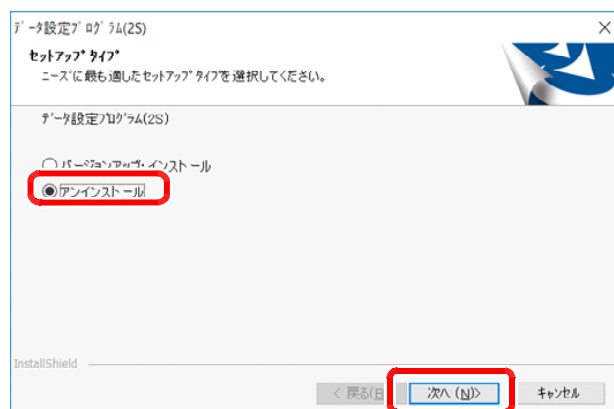 ﾃﾞｰﾀ設定ﾌﾟﾛｸﾞﾗﾑ(2S)
ｾｯﾄｱｯﾌﾟ ﾀｲﾌﾟ
ﾆｰｽﾞに最も適したｾｯﾄｱｯﾌﾟ ﾀｲﾌﾟを選択してください。
ﾃﾞｰﾀ設定ﾌﾟﾛｸﾞﾗﾑ(2S)
バージョンアップ・インストール
アンインストール
InstallShield
< 戻る(B
次へ (N)>
ｷｬﾝｾﾙ